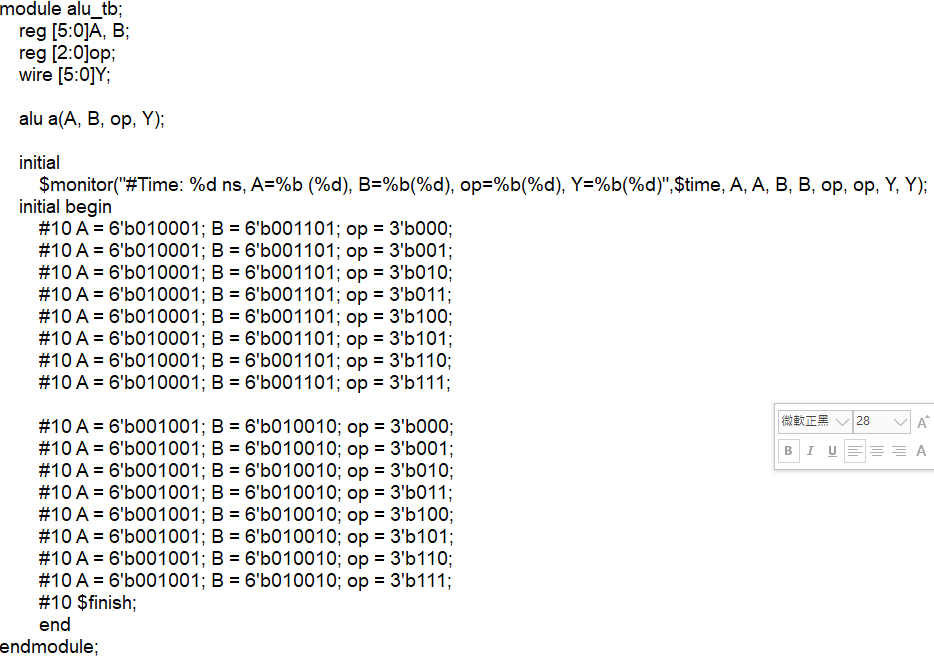 module alu_tb;
reg [5:0]A, B;
reg [2:0]op;
wire [5:0]Y;
alu a(A, B, op, Y);
initial
$monitor("#Time: %d ns, A=%b (%d), B=%b(%d), op=%b(%d), Y=%b(%d)",$time, A, A, B, B, op, op, Y, Y);
initial begin
#10 A = 6'b010001; B = 6'b001101; op = 3'b000;
#10 A = 6'b010001; B = 6'b001101; op = 3'b001;
#10 A = 6'b010001; B = 6'b001101; op = 3'b010;
#10 A = 6'b010001; B = 6'b001101; op = 3'b011;
#10 A = 6'b010001; B = 6'b001101; op = 3'b100;
#10 A = 6'b010001; B = 6'b001101; op = 3'b101;
#10 A = 6'b010001; B = 6'b001101; op = 3'b110;
#10 A = 6'b010001; B = 6'b001101; op = 3'b111;
#10 A = 6'b001001; B = 6'b010010; op = 3'b000;
#10 A = 6'b001001; B = 6'b010010; op = 3'b001;
#10 A = 6'b001001; B = 6'b010010; op = 3'b010;
#10 A = 6'b001001; B = 6'b010010; op = 3'b011;
#10 A = 6'b001001; B = 6'b010010; op = 3'b100;
#10 A = 6'b001001; B = 6'b010010; op = 3'b101;
#10 A = 6'b001001; B = 6'b010010; op = 3'b110;
#10 A = 6'b001001; B = 6'b010010; op = 3'b111;
#10 $finish;
end
endmodule;
微軟正黑 28 A
B I U A